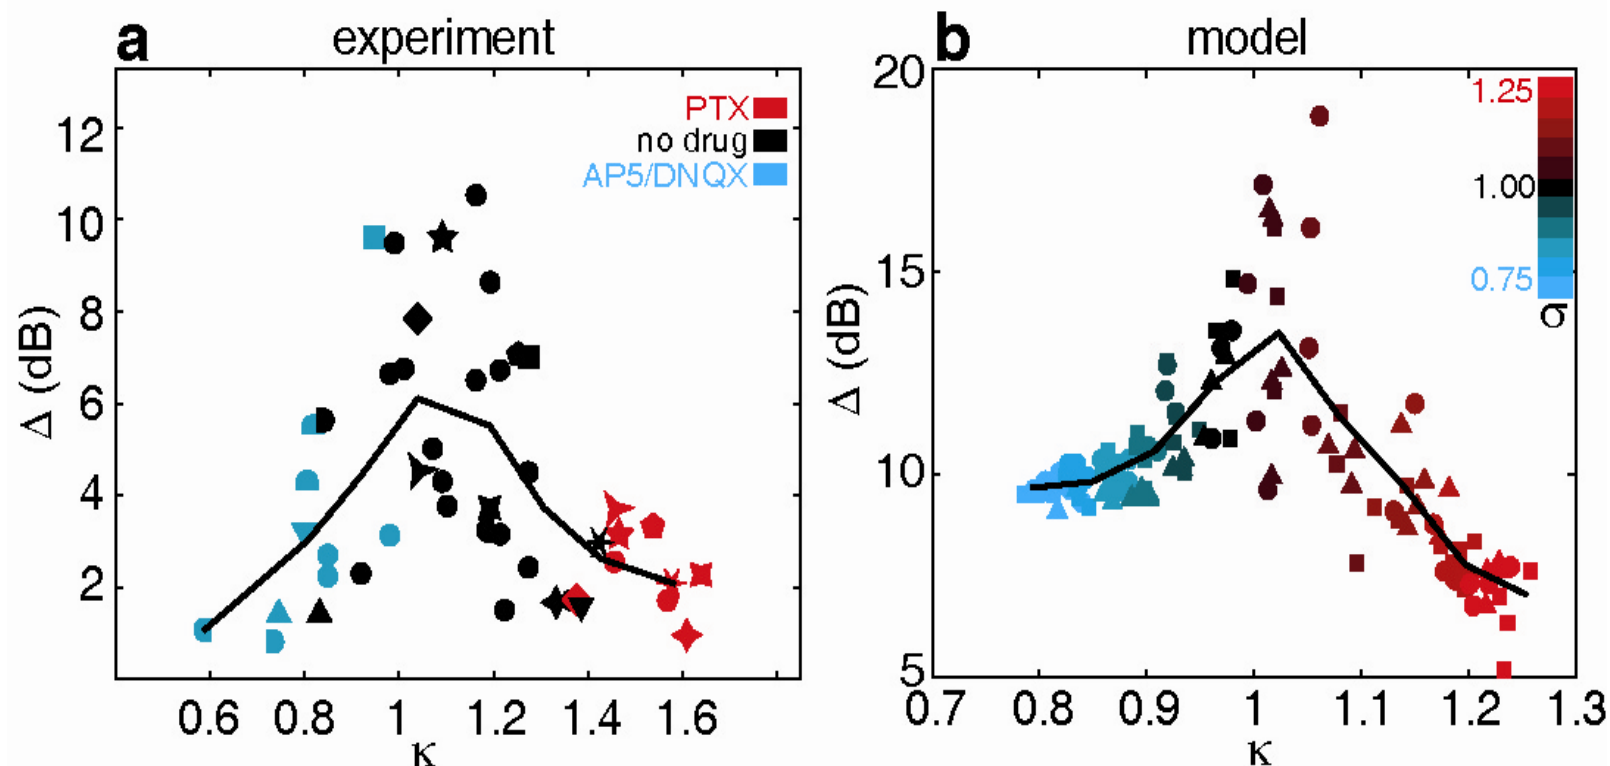 a experiment
PTX
no drug
AP5/DNQX
12
10
8
6
4
2
Δ (dB)
0.6 0.8 1 1.2 1.4 1.6
κ
b model
20
15
10
5
Δ (dB)
1.25
1.00
0.75
σ
0.7 0.8 0.9 1 1.1 1.2 1.3
κ